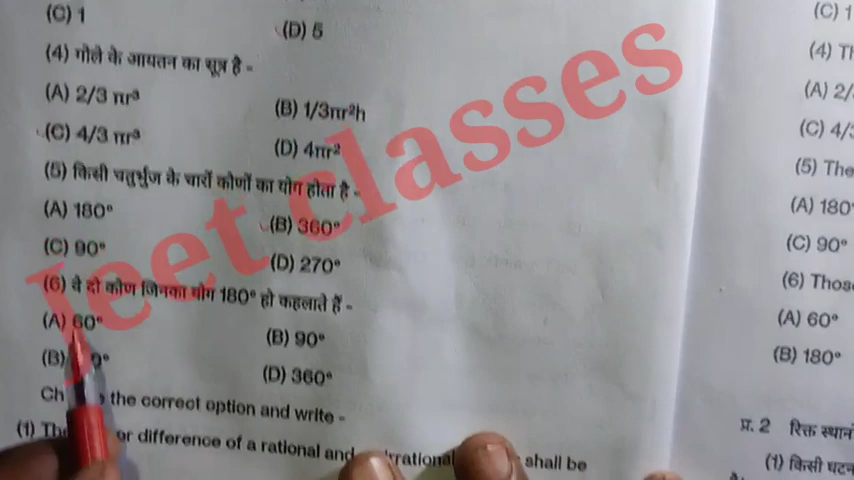 (C) 1
(D) 5
(4) गोले के आयतन का सूत्र है -
(A) 2/3 πr³
(B) 1/3πr²h
(C) 4/3 πr³
(D) 4πr²
(5) किसी चतुर्भुज के चारों कोणों का योग होता है -
(A) 180°
(B) 360°
(C) 90°
(D) 270°
(6) वे दो कोण जिनका योग 180° हो कहलाते हैं -
(A) 60°
(B) 90°
(B)
(D) 360°
the correct option and write -
(1) or difference of a rational and shall be
(C) 1
(4)
(A) 2/
(C) 4/
(5) The
(A) 180°
(C) 90°
(6)
(A) 60°
(B) 180°
प्र. 2 रिक्त
(1) किसी
Jeet classes